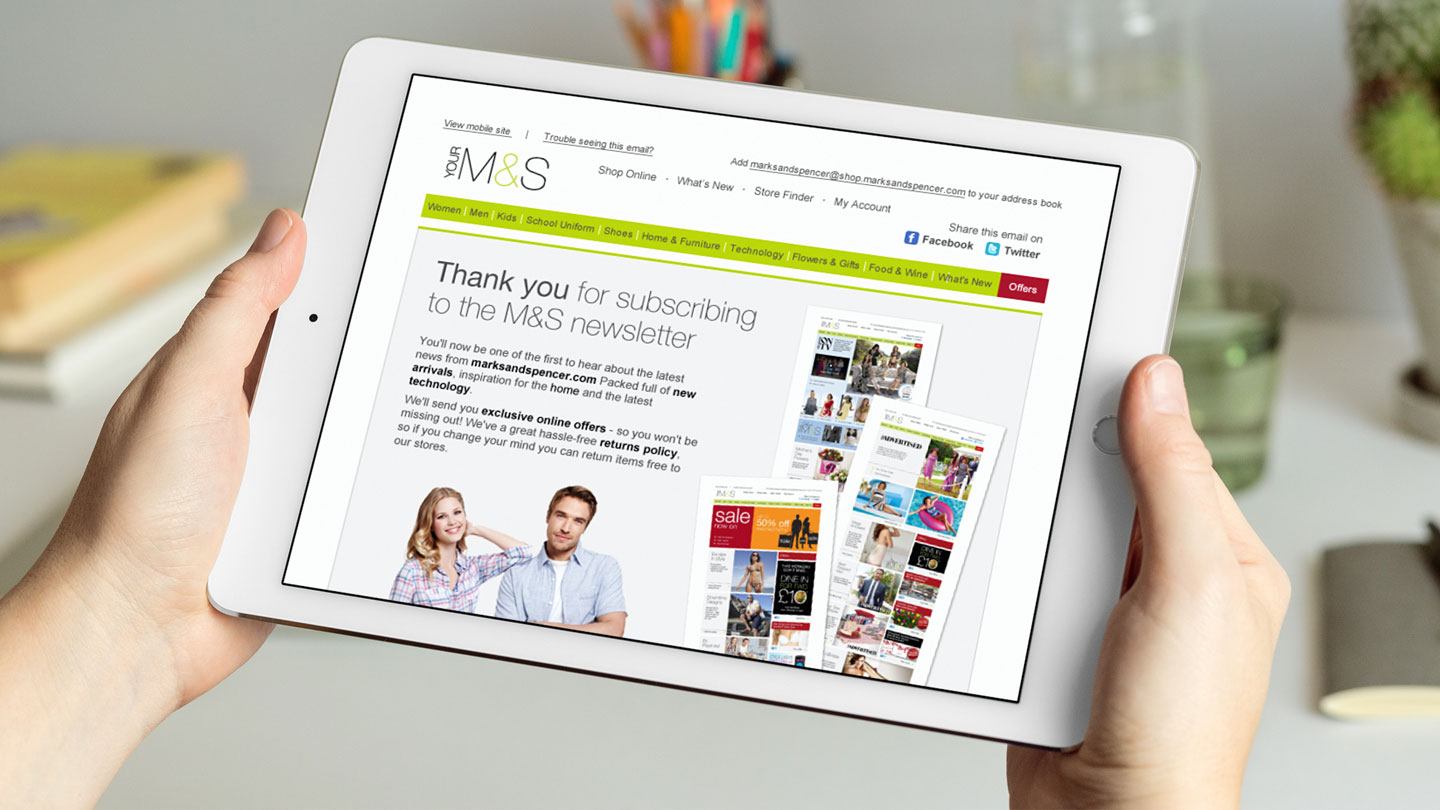 View mobile site | Trouble seeing this email?
Add marksandspencer@shop.marksandspencer.com to your address book
YOUR M&S
Shop Online · What's New · Store Finder · My Account
Share this email on
Facebook Twitter
Women | Men | Kids | School Uniform | Shoes | Home & Furniture | Technology | Flowers & Gifts | Food & Wine | What's New Offers
Thank you for subscribing
to the M&S newsletter
You'll now be one of the first to hear about the latest
news from marksandspencer.com Packed full of new
arrivals, inspiration for the home and the latest
technology.
We'll send you exclusive online offers - so you won't be
missing out! We've a great hassle-free returns policy,
so if you change your mind you can return items free to
our stores.
M&S
M&S
#ADVERTISED
M&S
sale
now on
50% off
DINE IN
FOR TWO
£10
DINE IN
£10